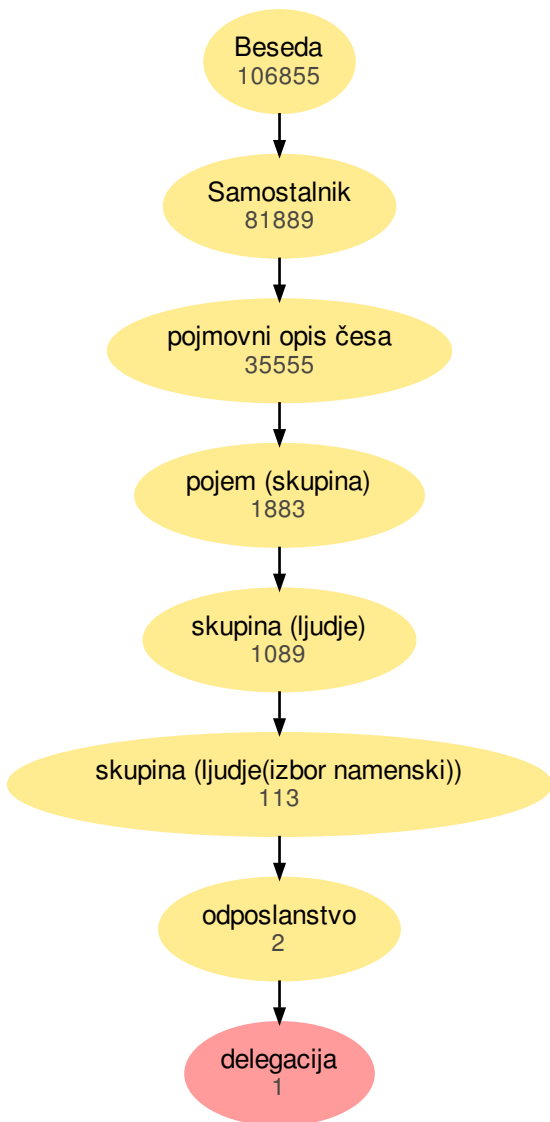 Beseda
106855
Samostalnik
81889
pojmovni opis česa
35555
pojem (skupina)
1883
skupina (ljudje)
1089
skupina (ljudje(izbor namenski))
113
odposlanstvo
2
delegacija
1